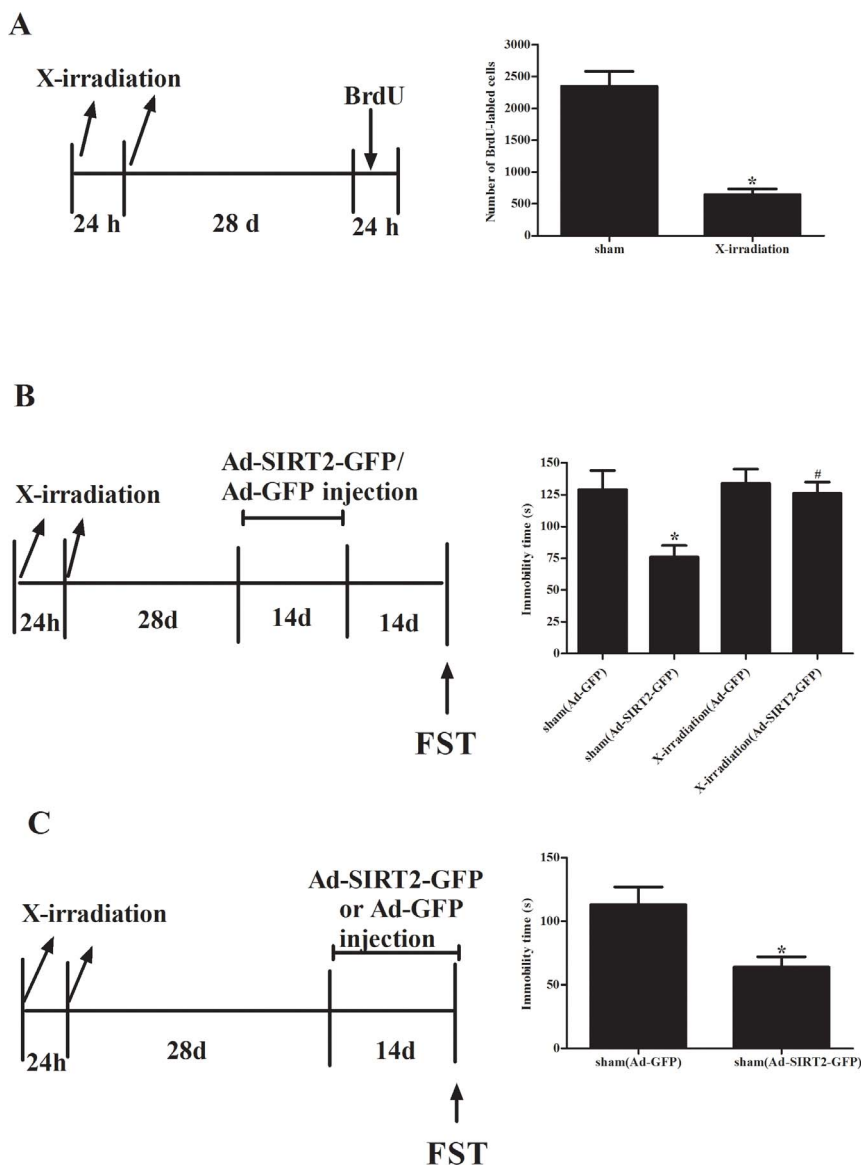 A
X-irradiation
BrdU
24 h
28 d
24 h
Number of BrdU-labled cells
3000
2500
2000
1500
1000
500
0
*
sham
X-irradiation
B
X-irradiation
Ad-SIRT2-GFP/
Ad-GFP injection
24h
28d
14d
14d
FST
Immobility time (s)
150
125
100
75
50
25
0
*
#
sham(Ad-GFP)
sham(Ad-SIRT2-GFP)
X-irradiation(Ad-GFP)
X-irradiation(Ad-SIRT2-GFP)
C
X-irradiation
Ad-SIRT2-GFP
or Ad-GFP
injection
24h
28d
14d
FST
Immobility time (s)
150
100
50
0
*
sham(Ad-GFP)
sham(Ad-SIRT2-GFP)